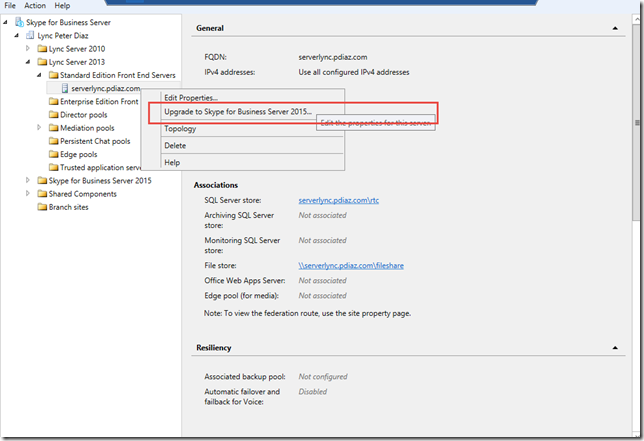 File Action Help
Skype for Business Server
Lync Peter Diaz
Lync Server 2010
Lync Server 2013
Standard Edition Front End Servers
serverlync.pdiaz.com
Enterprise Edition Front
Director pools
Mediation pools
Persistent Chat pools
Edge pools
Trusted application serve
Skype for Business Server 2015
Shared Components
Branch sites
Edit Properties...
Upgrade to Skype for Business Server 2015...
Edit the properties for this server.
Topology
Delete
Help
General
FQDN: serverlync.pdiaz.com
IPv4 addresses: Use all configured IPv4 addresses
Associations
SQL Server store: serverlync.pdiaz.com\rtc
Archiving SQL Server Not associated
store:
Monitoring SQL Server Not associated
store:
File store: \\serverlync.pdiaz.com\fileshare
Office Web Apps Server: Not associated
Edge pool (for media): Not associated
Note: To view the federation route, use the site property page.
Resiliency
Associated backup pool: Not configured
Automatic failover and Disabled
failback for Voice: